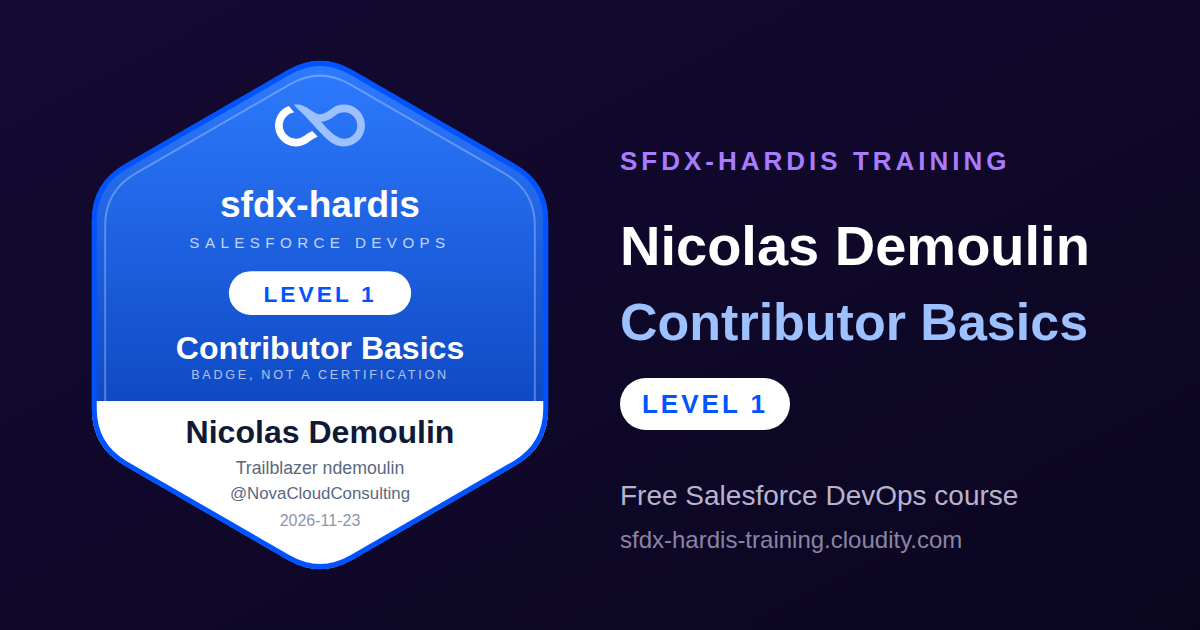 sfdx-hardis
SALESFORCE DEVOPS
LEVEL 1
Contributor Basics
BADGE, NOT A CERTIFICATION
Nicolas Demoulin
Trailblazer ndemoulin
@NovaCloudConsulting
2026-11-23
SFDX-HARDIS TRAINING
Nicolas Demoulin
Contributor Basics
LEVEL 1
Free Salesforce DevOps course
sfdx-hardis-training.cloudity.com